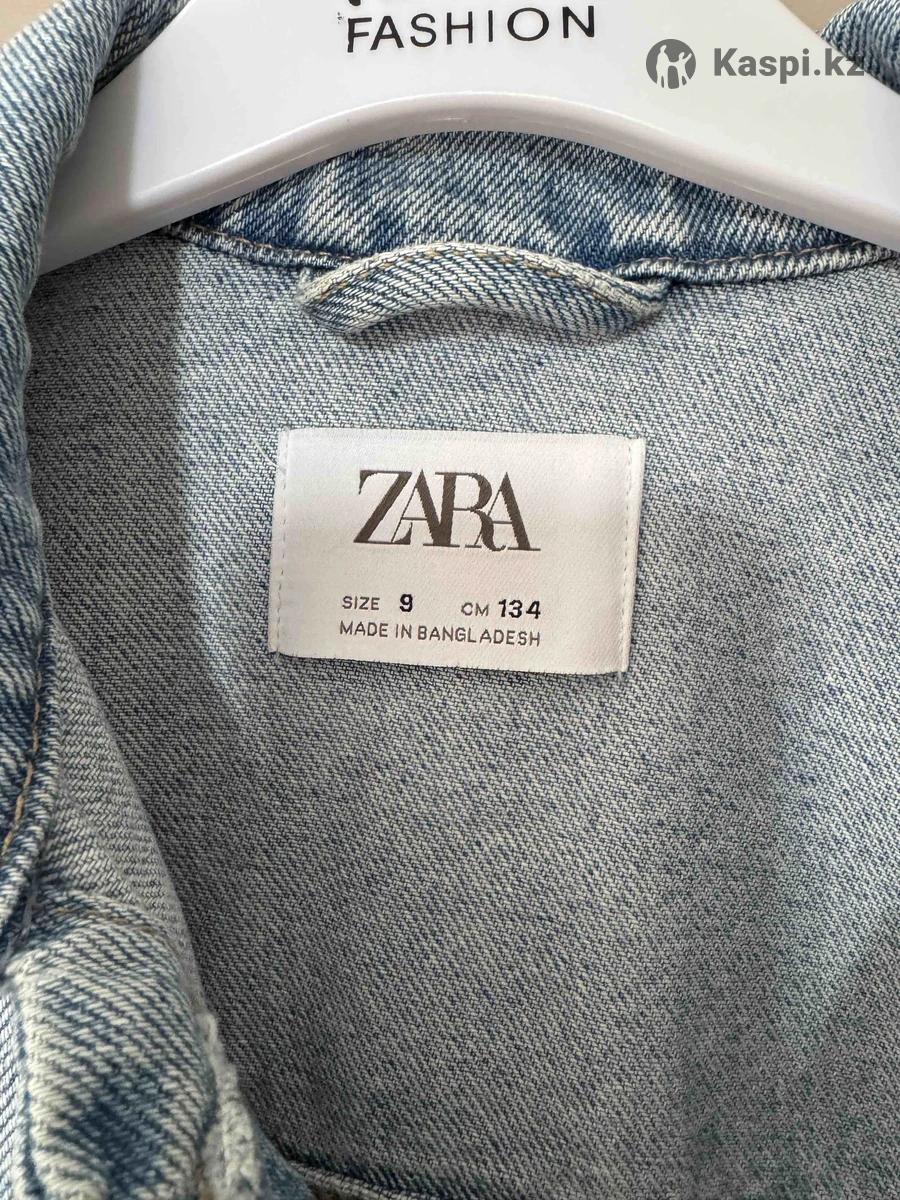 FASHION
Kaspi.kz
ZARA
SIZE 9 CM 134
MADE IN BANGLADESH